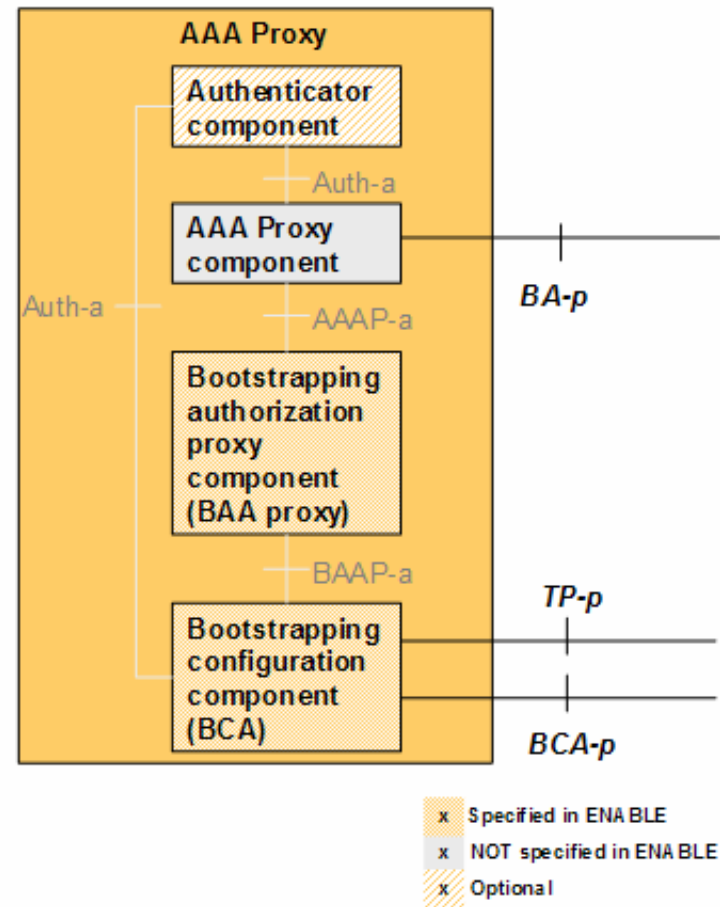 AAA Proxy
Authenticator
component
Auth-a
AAA Proxy
component
BA-p
Auth-a
AAAP-a
Bootstrapping
authorization
proxy
component
(BAA proxy)
BAAP-a
TP-p
Bootstrapping
configuration
component
(BCA)
BCA-p
x Specified in ENABLE
x NOT specified in ENABLE
x Optional